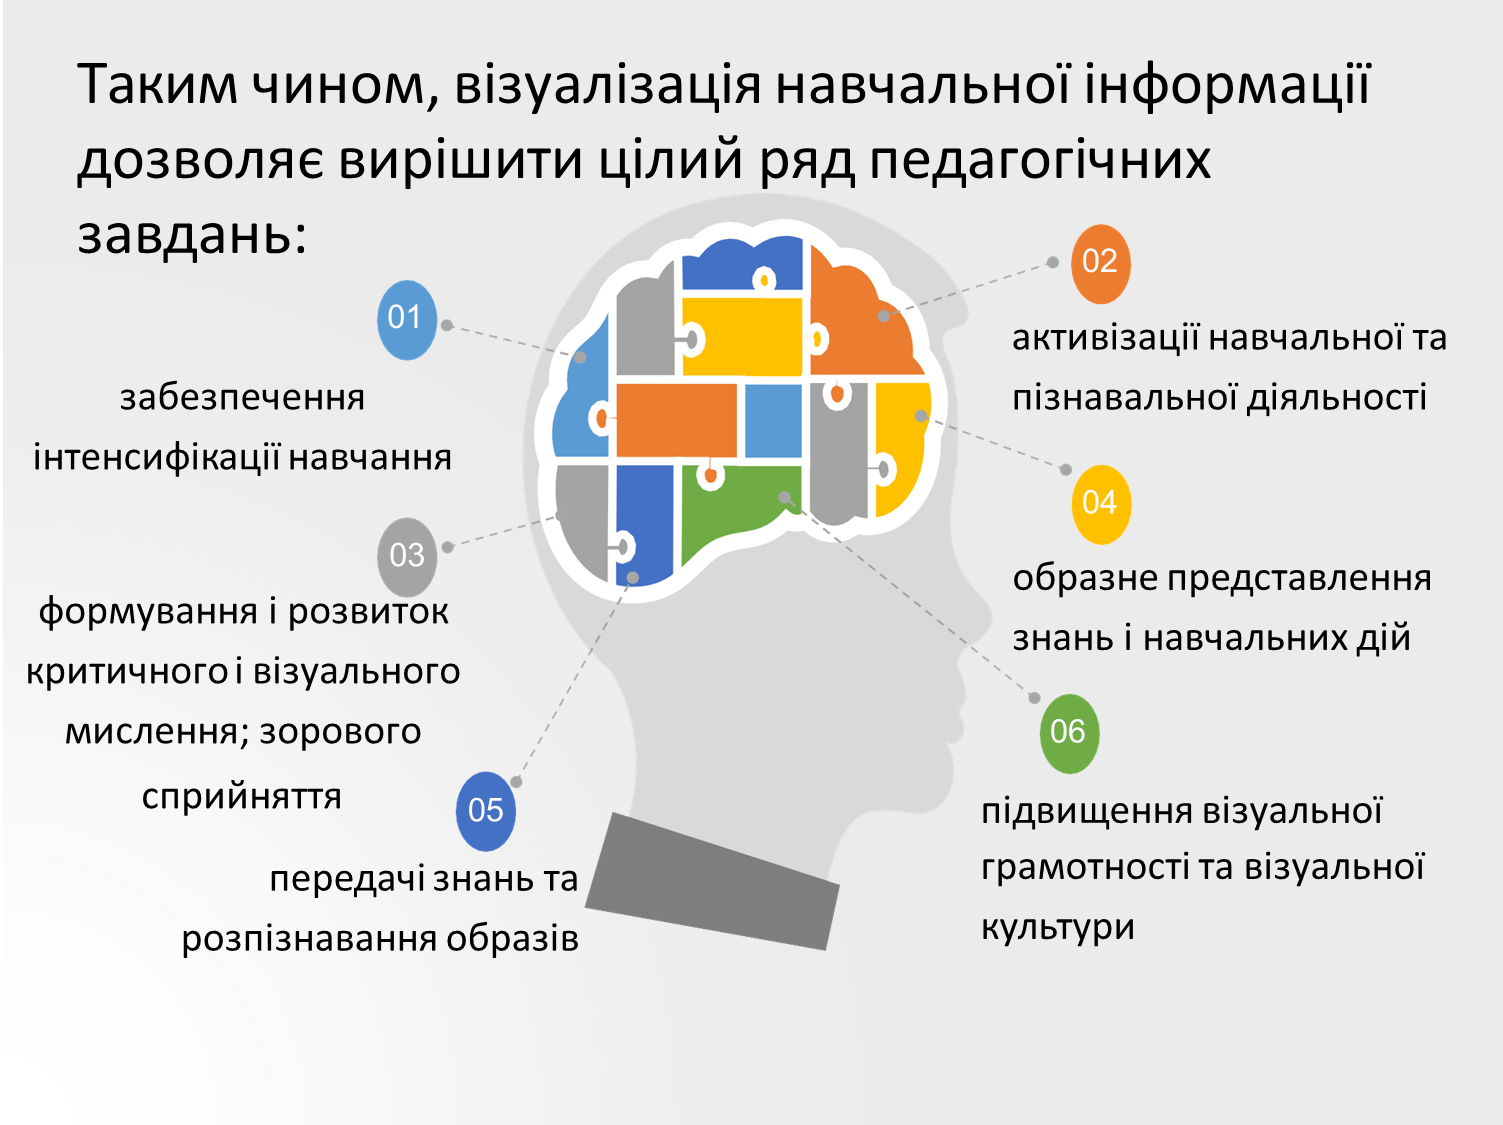 Таким чином, візуалізація навчальної інформації
дозволяє вирішити цілий ряд педагогічних
завдань:
01
забезпечення
інтенсифікації навчання
02
активізації навчальної та
пізнавальної діяльності
03
формування і розвиток
критичного і візуального
мислення; зорового
сприйняття
04
образне представлення
знань і навчальних дій
05
передачі знань та
розпізнавання образів
06
підвищення візуальної
грамотності та візуальної
культури